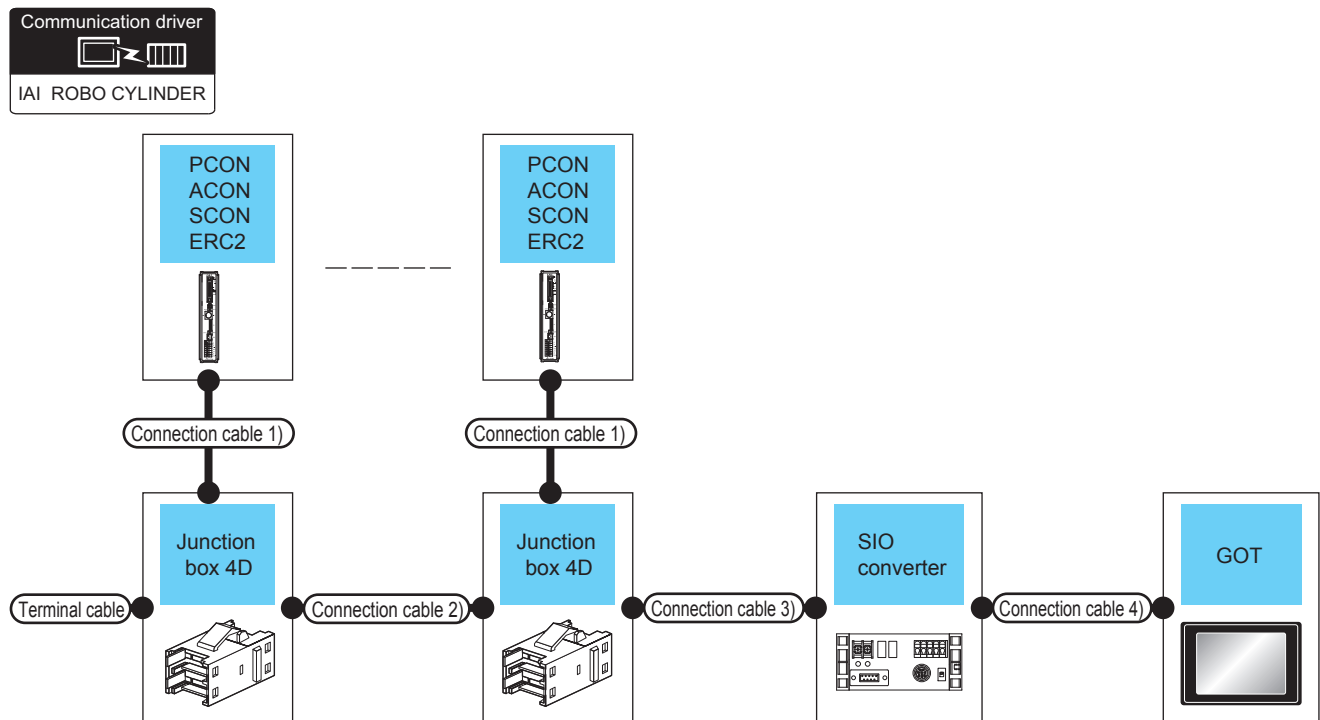 Communication driver
IAI ROBO CYLINDER
PCON
ACON
SCON
ERC2
PCON
ACON
SCON
ERC2
Connection cable 1)
Connection cable 1)
Junction
box 4D
Junction
box 4D
SIO
converter
GOT
Terminal cable
Connection cable 2)
Connection cable 3)
Connection cable 4)